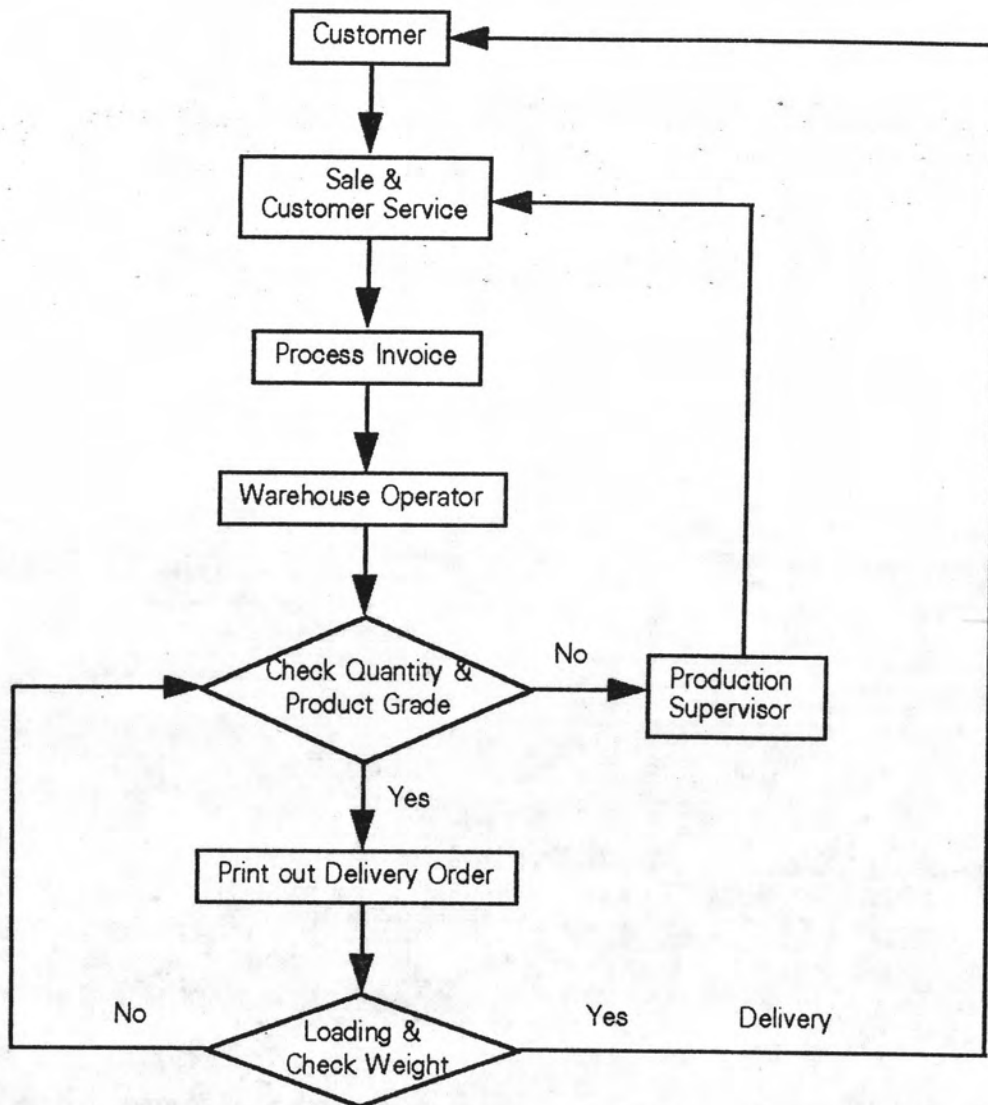 Customer
Sale &
Customer Service
Process Invoice
Warehouse Operator
Check Quantity &
Product Grade
No
Production
Supervisor
Yes
Print out Delivery Order
No
Loading &
Check Weight
Yes
Delivery